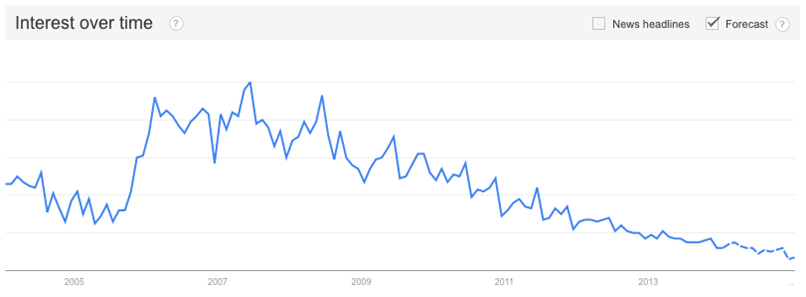 Interest over time ?
News headlines
Forecast ?
2005 2007 2009 2011 2013 ..